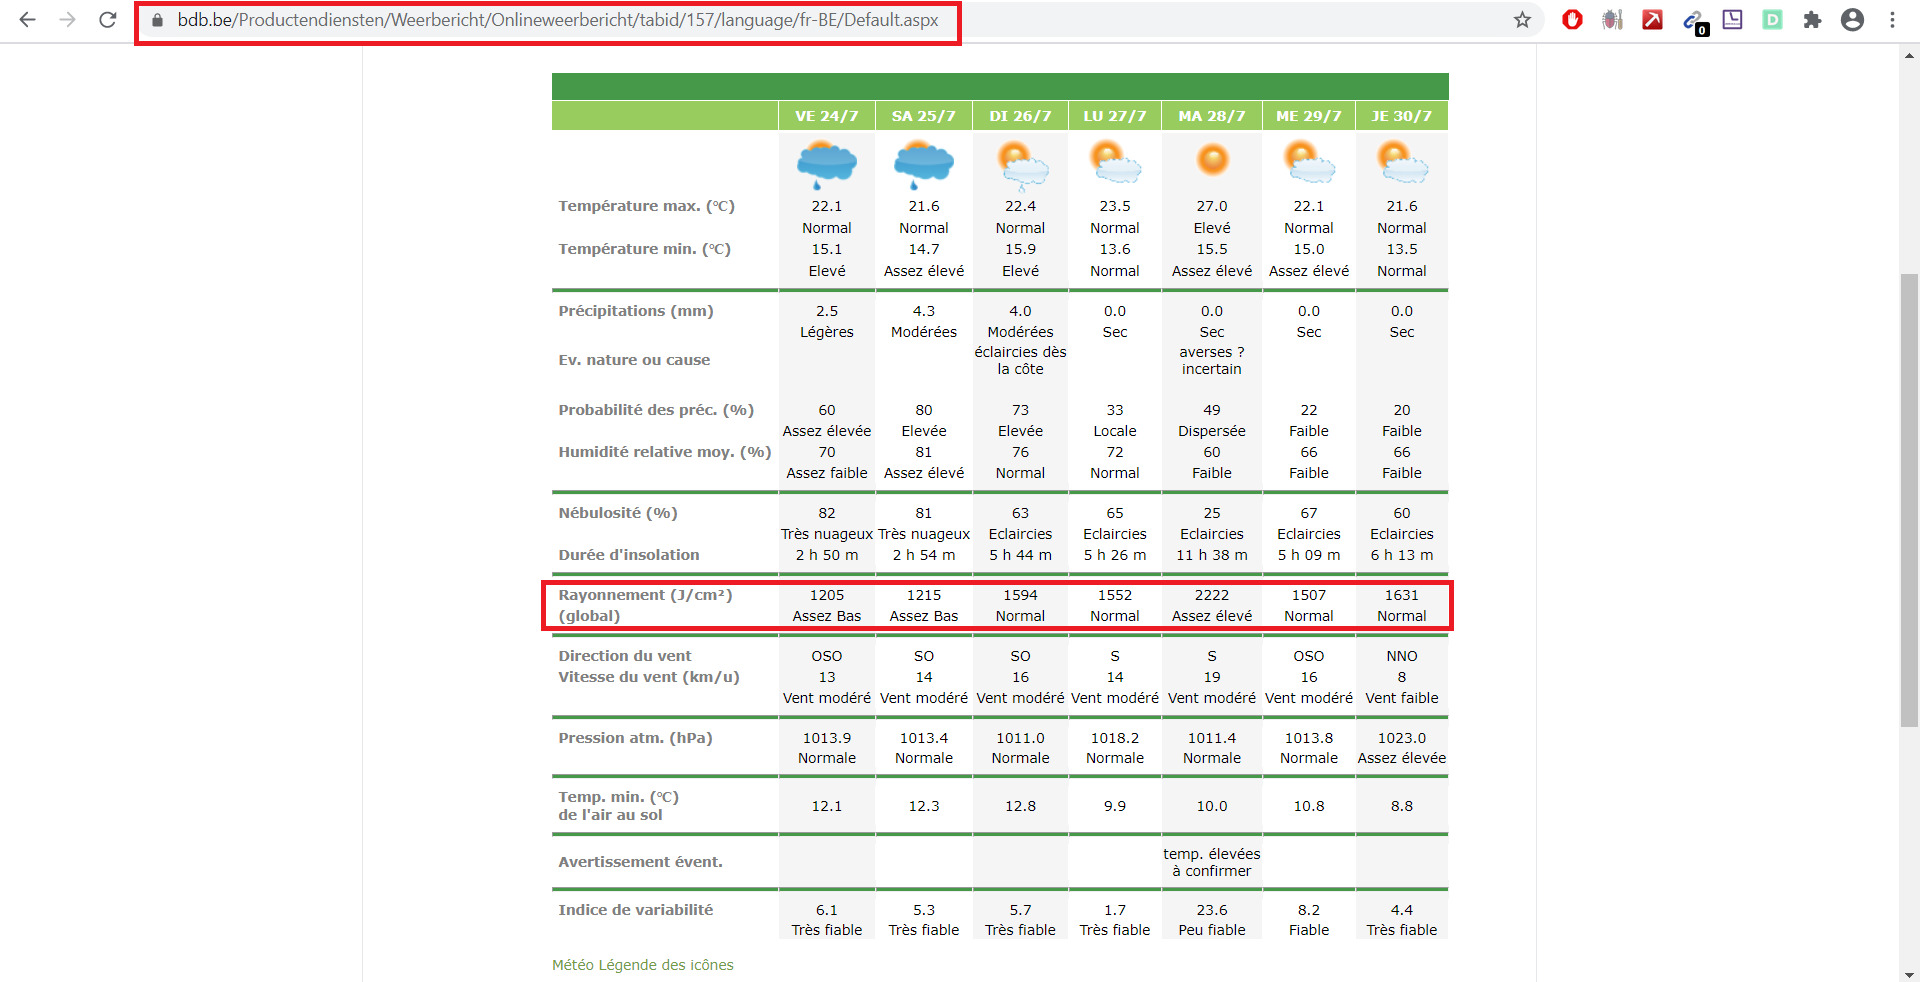 bdb.be/Productendiensten/Weerbericht/Onlineweerbericht/tabid/157/language/fr-BE/Default.aspx
0
D
VE 24/7 SA 25/7 DI 26/7 LU 27/7 MA 28/7 ME 29/7 JE 30/7
Température max. (°C) 22.1 21.6 22.4 23.5 27.0 22.1 21.6
Normal Normal Normal Normal Elevé Normal Normal
Température min. (°C) 15.1 14.7 15.9 13.6 15.5 15.0 13.5
Elevé Assez élevé Elevé Normal Assez élevé Assez élevé Normal
Précipitations (mm) 2.5 4.3 4.0 0.0 0.0 0.0 0.0
Légères Modérées Modérées Sec Sec Sec Sec
Ev. nature ou cause éclaircies dès averses ?
la côte incertain
Probabilité des préc. (%) 60 80 73 33 49 22 20
Assez élevée Elevée Elevée Locale Dispersée Faible Faible
Humidité relative moy. (%) 70 81 76 72 60 66 66
Assez faible Assez élevé Normal Normal Faible Faible Faible
Nébulosité (%) 82 81 63 65 25 67 60
Très nuageux Très nuageux Eclaircies Eclaircies Eclaircies Eclaircies Eclaircies
Durée d'insolation 2 h 50 m 2 h 54 m 5 h 44 m 5 h 26 m 11 h 38 m 5 h 09 m 6 h 13 m
Rayonnement (J/cm²) 1205 1215 1594 1552 2222 1507 1631
(global) Assez Bas Assez Bas Normal Normal Assez élevé Normal Normal
Direction du vent OSO SO SO S S OSO NNO
Vitesse du vent (km/u) 13 14 16 14 19 16 8
Vent modéré Vent modéré Vent modéré Vent modéré Vent modéré Vent modéré Vent faible
Pression atm. (hPa) 1013.9 1013.4 1011.0 1018.2 1011.4 1013.8 1023.0
Normale Normale Normale Normale Normale Normale Assez élevée
Temp. min. (°C)
de l'air au sol 12.1 12.3 12.8 9.9 10.0 10.8 8.8
Avertissement évent. temp. élevées
à confirmer
Indice de variabilité 6.1 5.3 5.7 1.7 23.6 8.2 4.4
Très fiable Très fiable Très fiable Très fiable Peu fiable Fiable Très fiable
Météo Légende des icônes